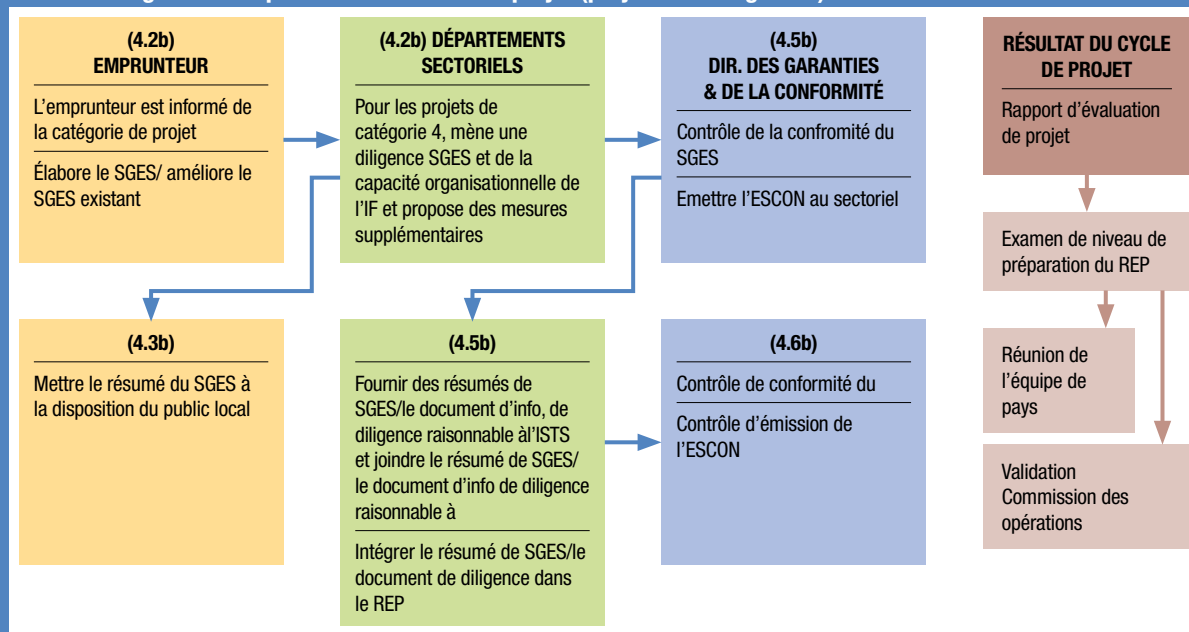 (4.2b)
EMPRUNTEUR
L'emprunteur est informé de
la catégorie de projet
Élabore le SGES/ améliore le
SGES existant
(4.2b) DÉPARTEMENTS
SECTORIELS
Pour les projets de
catégorie 4, mène une
diligence SGES et de la
capacité organisationnelle de
l'IF et propose des mesures
supplémentaires
(4.5b)
DIR. DES GARANTIES
& DE LA CONFORMITÉ
Contrôle de la confromité du
SGES
Emettre l'ESCON au sectoriel
RÉSULTAT DU CYCLE
DE PROJET
Rapport d'évaluation
de projet
Examen de niveau de
préparation du REP
Réunion de
l'équipe de
pays
Validation
Commission des
opérations
(4.3b)
Mettre le résumé du SGES à
la disposition du public local
(4.5b)
Fournir des résumés de
SGES/le document d'info, de
diligence raisonnable àl'ISTS
et joindre le résumé de SGES/
le document d'info de diligence
raisonnable à
Intégrer le résumé de SGES/le
document de diligence dans
le REP
(4.6b)
Contrôle de conformité du
Contrôle d'émission de
l'ESCON